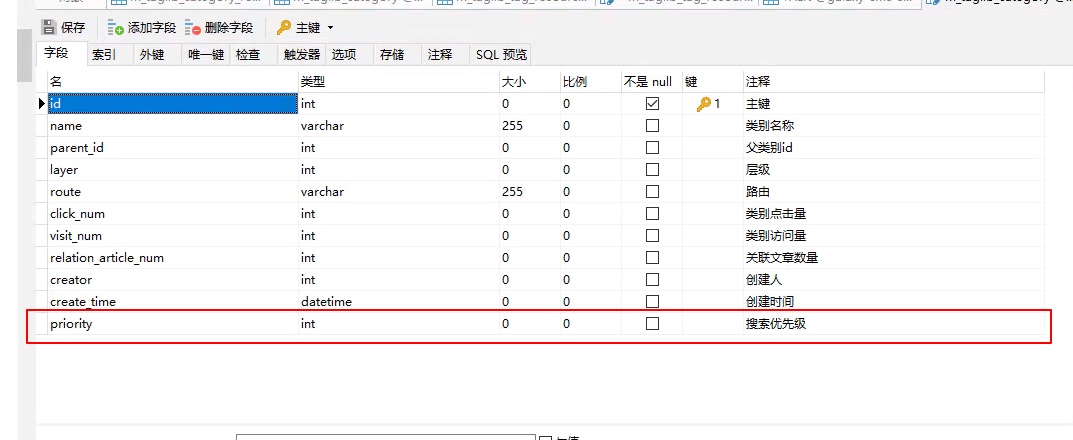 保存 添加字段 删除字段 主键
字段 索引 外键 唯一键 检查 触发器 选项 存储 注释 SQL 预览
名 类型 大小 比例 不是 null 键 注释
id int 0 0 1 主键
name varchar 255 0 类别名称
parent_id int 0 0 父类别id
layer int 0 0 层级
route varchar 255 0 路由
click_num int 0 0 类别点击量
visit_num int 0 0 类别访问量
relation_article_num int 0 0 关联文章数量
creator int 0 0 创建人
create_time datetime 0 0 创建时间
priority int 0 0 搜索优先级